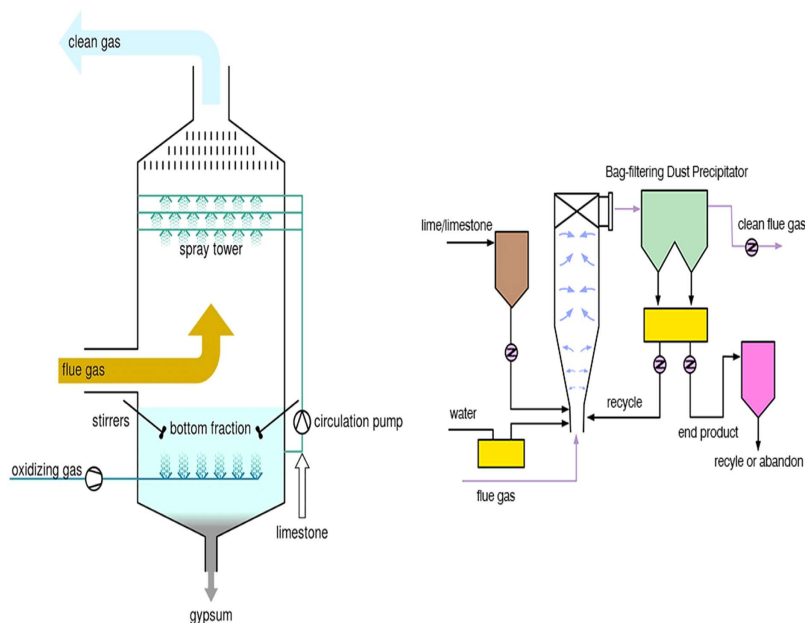 clean gas
spray tower
flue gas
stirrers
bottom fraction
circulation pump
oxidizing gas
limestone
gypsum
Bag-filtering Dust Precipitator
lime/limestone
clean flue gas
water
recycle
end product
recyle or abandon
flue gas